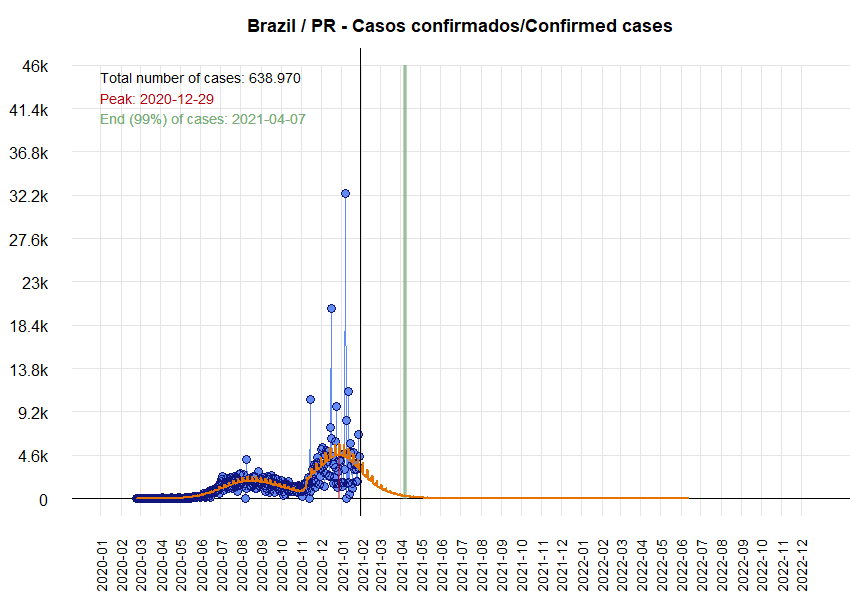 Brazil / PR - Casos confirmados/Confirmed cases
46k
41.4k
36.8k
32.2k
27.6k
23k
18.4k
13.8k
9.2k
4.6k
0
Total number of cases: 638.970
Peak: 2020-12-29
End (99%) of cases: 2021-04-07
2020-01
2020-02
2020-03
2020-04
2020-05
2020-06
2020-07
2020-08
2020-09
2020-10
2020-11
2020-12
2021-01
2021-02
2021-03
2021-04
2021-05
2021-06
2021-07
2021-08
2021-09
2021-10
2021-11
2021-12
2022-01
2022-02
2022-03
2022-04
2022-05
2022-06
2022-07
2022-08
2022-09
2022-10
2022-11
2022-12